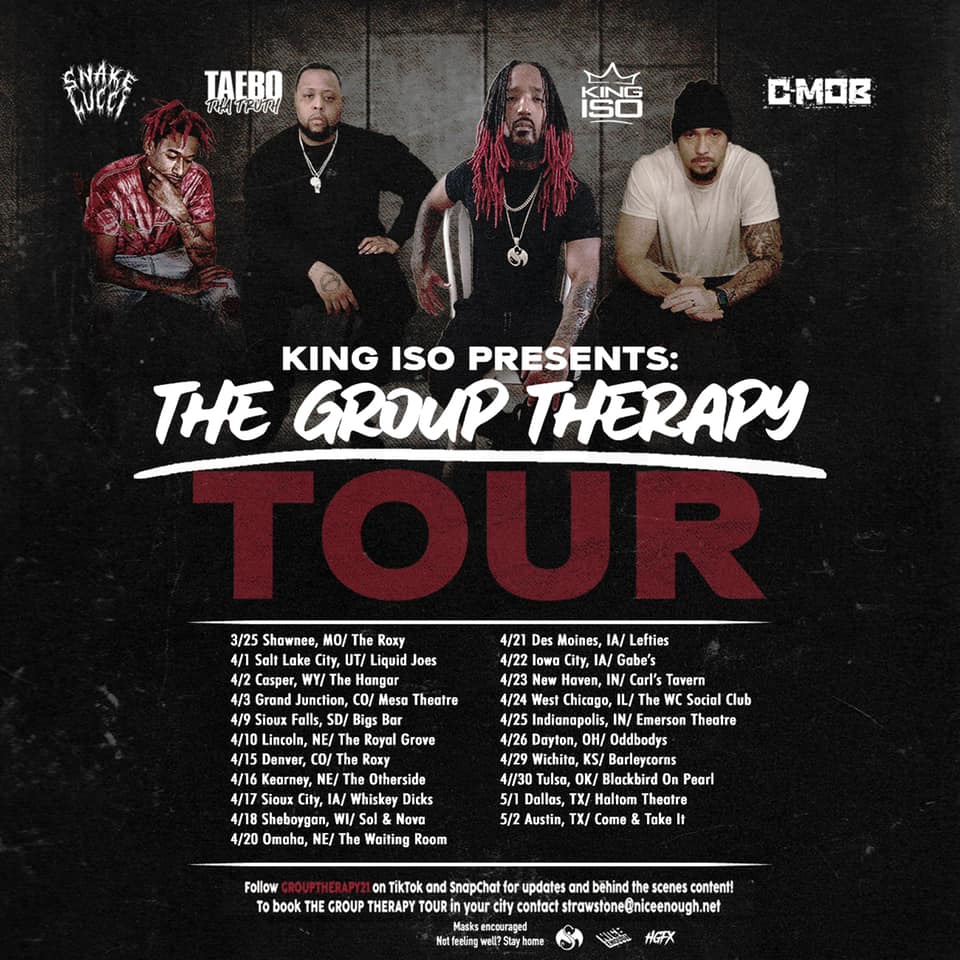 SNAKE
LUCCI
TAEBO
THA TRUTH
KING
ISO
C-MOB
KING ISO PRESENTS:
THE GROUP THERAPY
TOUR
3/25 Shawnee, MO/ The Roxy
4/1 Salt Lake City, UT/ Liquid Joes
4/2 Casper, WY/ The Hangar
4/3 Grand Junction, CO/ Mesa Theatre
4/9 Sioux Falls, SD/ Bigs Bar
4/10 Lincoln, NE/ The Royal Grove
4/15 Denver, CO/ The Roxy
4/16 Kearney, NE/ The Otherside
4/17 Sioux City, IA/ Whiskey Dicks
4/18 Sheboygan, WI/ Sol & Nova
4/20 Omaha, NE/ The Waiting Room
4/21 Des Moines, IA/ Lefties
4/22 Iowa City, IA/ Gabe's
4/23 New Haven, IN/ Carl's Tavern
4/24 West Chicago, IL/ The WC Social Club
4/25 Indianapolis, IN/ Emerson Theatre
4/26 Dayton, OH/ Oddbodys
4/29 Wichita, KS/ Barleycorns
4//30 Tulsa, OK/ Blackbird On Pearl
5/1 Dallas, TX/ Haltom Theatre
5/2 Austin, TX/ Come & Take It
Follow GROUPTHERAPY21 on TikTok and SnapChat for updates and behind the scenes content!
To book THE GROUP THERAPY TOUR in your city contact strawstone@niceenough.net
Masks encouraged
Not feeling well? Stay home
HGFX